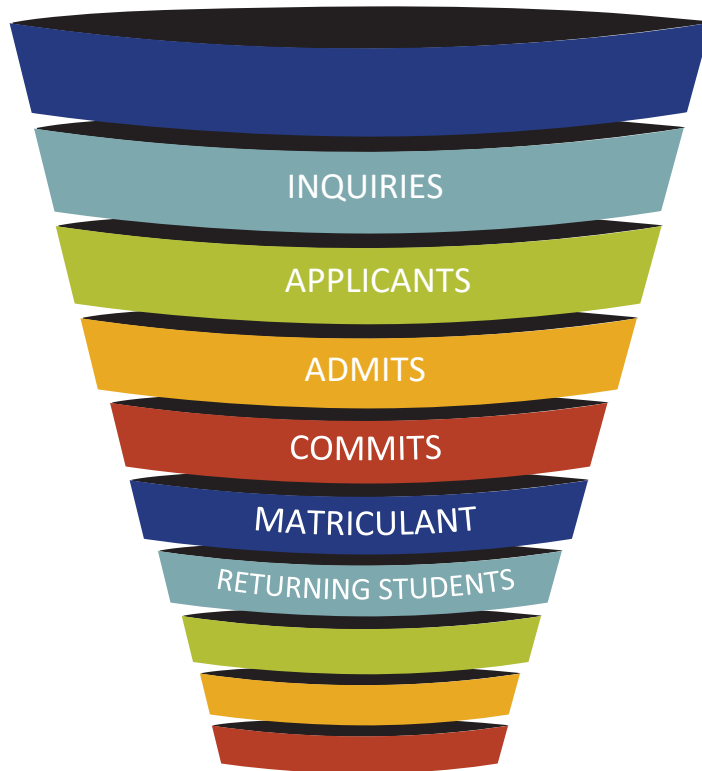 INQUIRIES
APPLICANTS
ADMITS
COMMITS
MATRICULANT
RETURNING STUDENTS